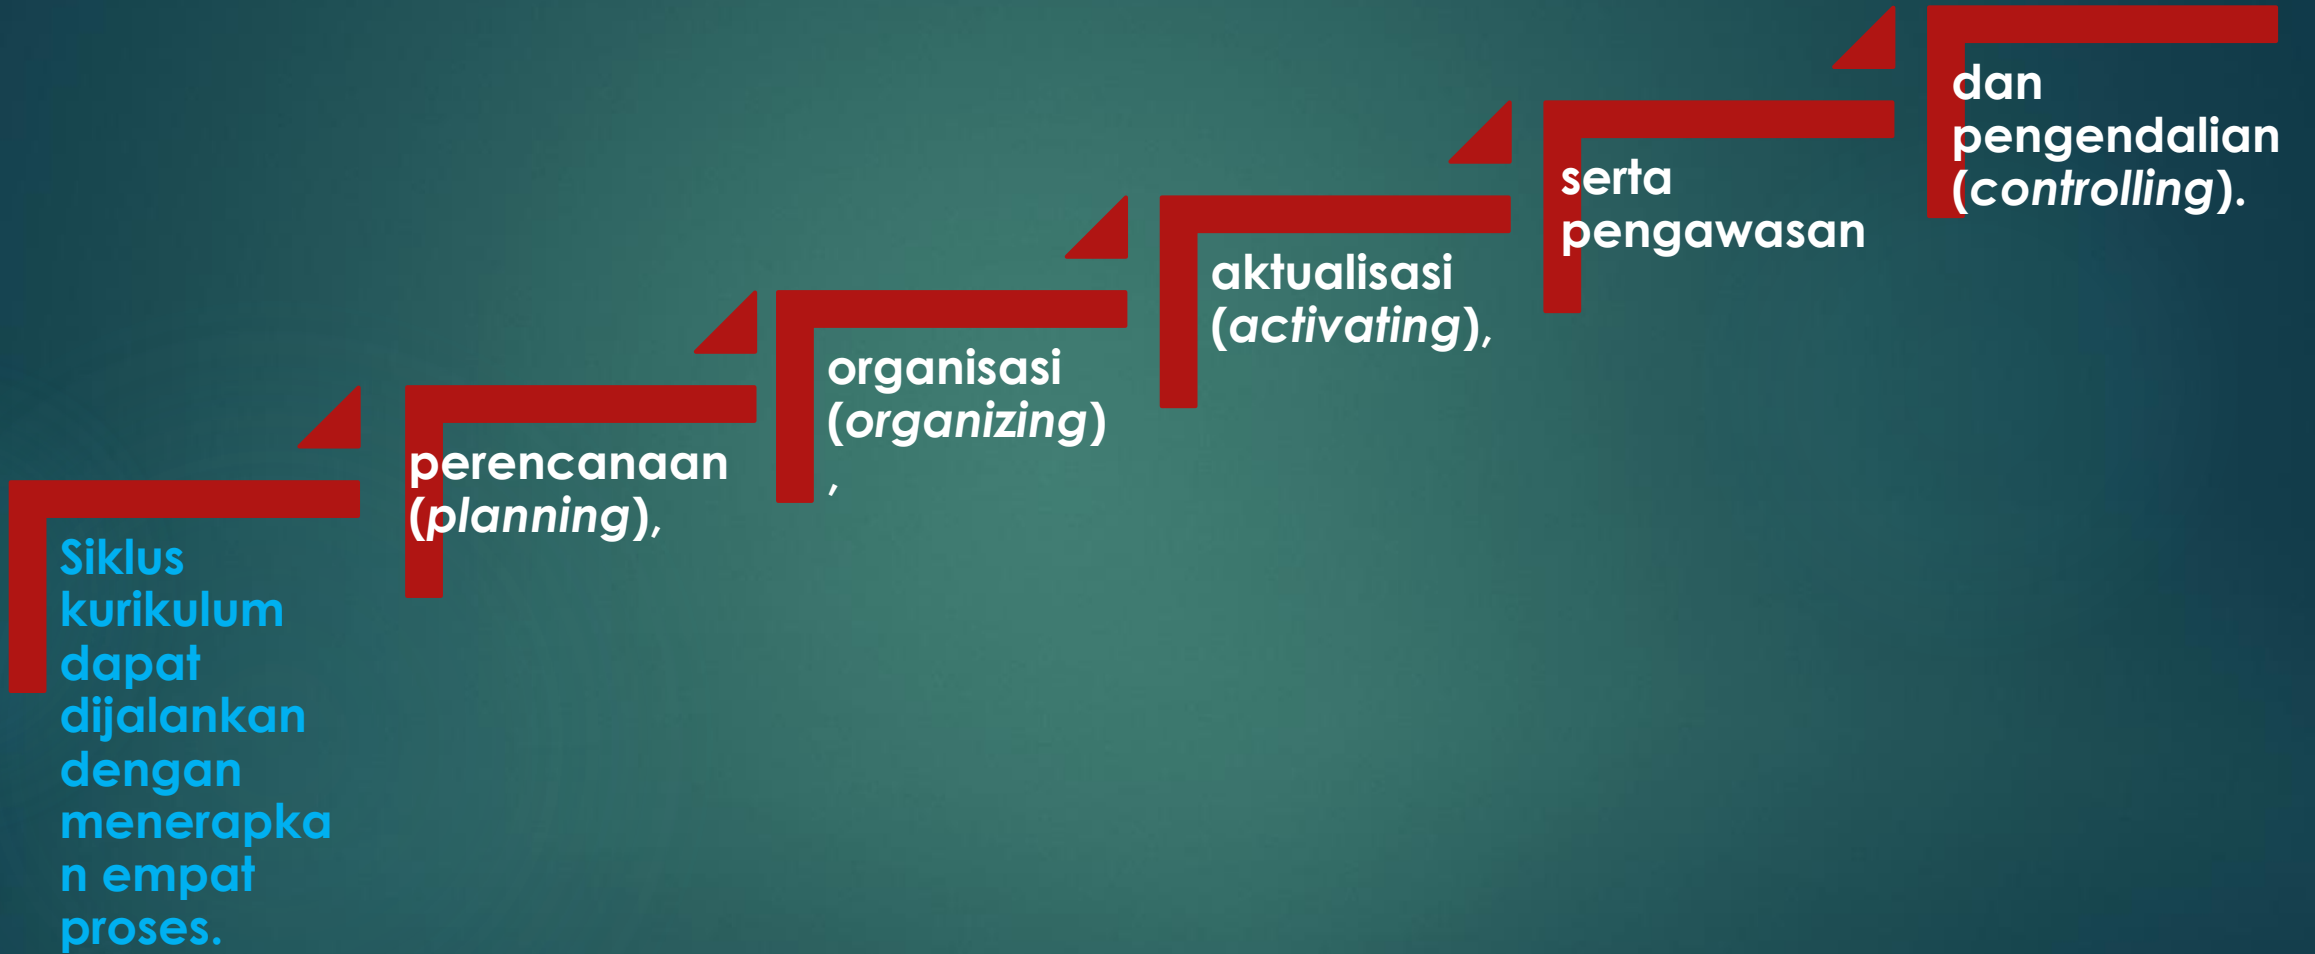 Siklus
kurikulum
dapat
dijalankan
dengan
menerapka
n empat
proses.
perencanaan
(planning),
organisasi
(organizing)
,
aktualisasi
(activating),
serta
pengawasan
dan
pengendalian
(controlling).